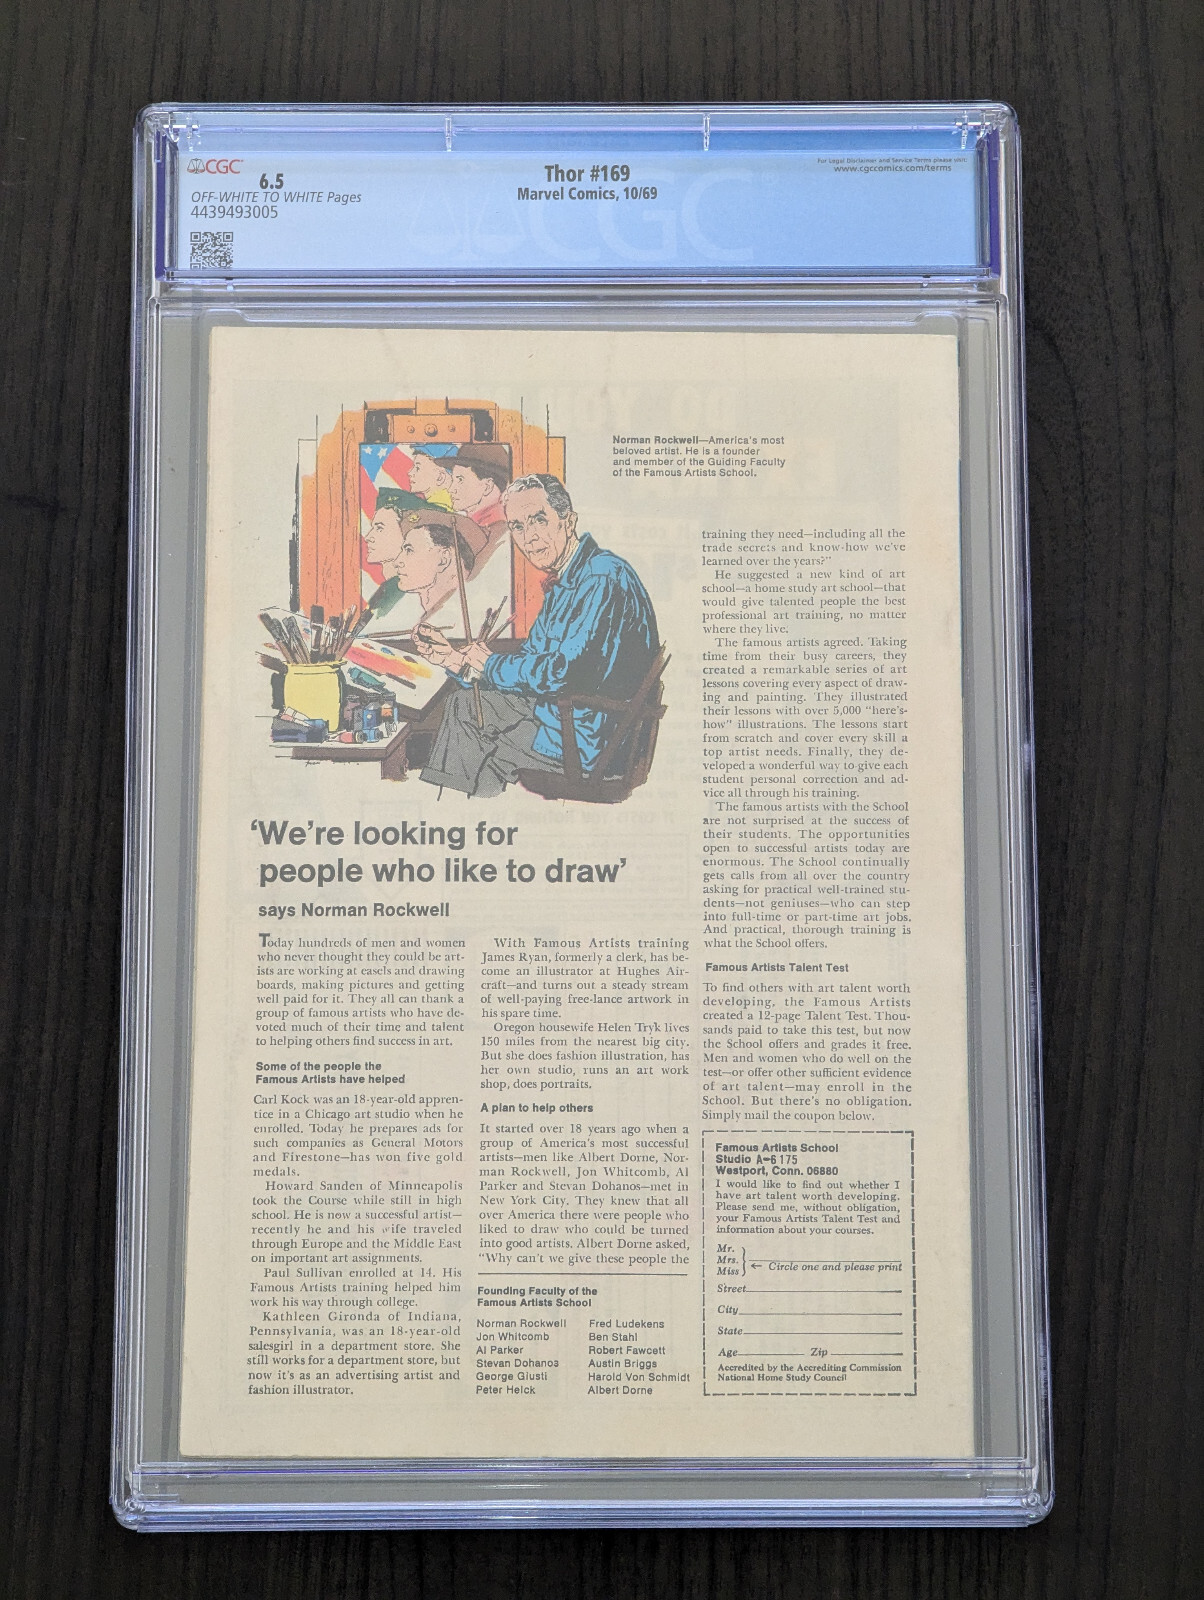 CGC
6.5
OFF-WHITE TO WHITE Pages
4439493005
Thor #169
Marvel Comics, 10/69
For Legal Disclaimer and Service Terms please visit:
www.cgccomics.com/terms
CGC
Norman Rockwell—America's most
beloved artist. He is a founder
and member of the Guiding Faculty
of the Famous Artists School.
'We're looking for
people who like to draw'
says Norman Rockwell
Today hundreds of men and women
who never thought they could be art-
ists are working at easels and drawing
boards, making pictures and getting
well paid for it. They all can thank a
group of famous artists who have de-
voted much of their time and talent
to helping others find success in art.
Some of the people the
Famous Artists have helped
Carl Kock was an 18-year-old appren-
tice in a Chicago art studio when he
enrolled. Today he prepares ads for
such companies as General Motors
and Firestone—has won five gold
medals.
Howard Sanden of Minneapolis
took the Course while still in high
school. He is now a successful artist—
recently he and his wife traveled
through Europe and the Middle East
on important art assignments.
Paul Sullivan enrolled at 14. His
Famous Artists training helped him
work his way through college.
Kathleen Gironda of Indiana,
Pennsylvania, was an 18-year-old
salesgirl in a department store. She
still works for a department store, but
now it's as an advertising artist and
fashion illustrator.
With Famous Artists training
James Ryan, formerly a clerk, has be-
come an illustrator at Hughes Air-
craft—and turns out a steady stream
of well-paying free-lance artwork in
his spare time.
Oregon housewife Helen Tryk lives
150 miles from the nearest big city.
But she does fashion illustration, has
her own studio, runs an art work
shop, does portraits.
A plan to help others
It started over 18 years ago when a
group of America's most successful
artists—men like Albert Dorne, Nor-
man Rockwell, Jon Whitcomb, Al
Parker and Stevan Dohanos—met in
New York City. They knew that all
over America there were people who
liked to draw who could be turned
into good artists. Albert Dorne asked,
"Why can't we give these people the
Founding Faculty of the
Famous Artists School
Norman Rockwell
Jon Whitcomb
Al Parker
Stevan Dohanos
George Giusti
Peter Helck
Fred Ludekens
Ben Stahl
Robert Fawcett
Austin Briggs
Harold Von Schmidt
Albert Dorne
training they need—including all the
trade secrets and know-how we've
learned over the years?"
He suggested a new kind of art
school—a home study art school—that
would give talented people the best
professional art training, no matter
where they live.
The famous artists agreed. Taking
time from their busy careers, they
created a remarkable series of art
lessons covering every aspect of draw-
ing and painting. They illustrated
their lessons with over 5,000 "here's-
how" illustrations. The lessons start
from scratch and cover every skill a
top artist needs. Finally, they de-
veloped a wonderful way to give each
student personal correction and ad-
vice all through his training.
The famous artists with the School
are not surprised at the success of
their students. The opportunities
open to successful artists today are
enormous. The School continually
gets calls from all over the country
asking for practical well-trained stu-
dents—not geniuses—who can step
into full-time or part-time art jobs.
And practical, thorough training is
what the School offers.
Famous Artists Talent Test
To find others with art talent worth
developing, the Famous Artists
created a 12-page Talent Test. Thou-
sands paid to take this test, but now
the School offers and grades it free.
Men and women who do well on the
test—or offer other sufficient evidence
of art talent—may enroll in the
School. But there's no obligation.
Simply mail the coupon below.
Famous Artists School
Studio A-6175
Westport, Conn. 06880
I would like to find out whether I
have art talent worth developing.
Please send me, without obligation,
your Famous Artists Talent Test and
information about your courses.
Mr.
Mrs.
Miss
← Circle one and please print
Street
City
State
Age Zip
Accredited by the Accrediting Commission
National Home Study Council